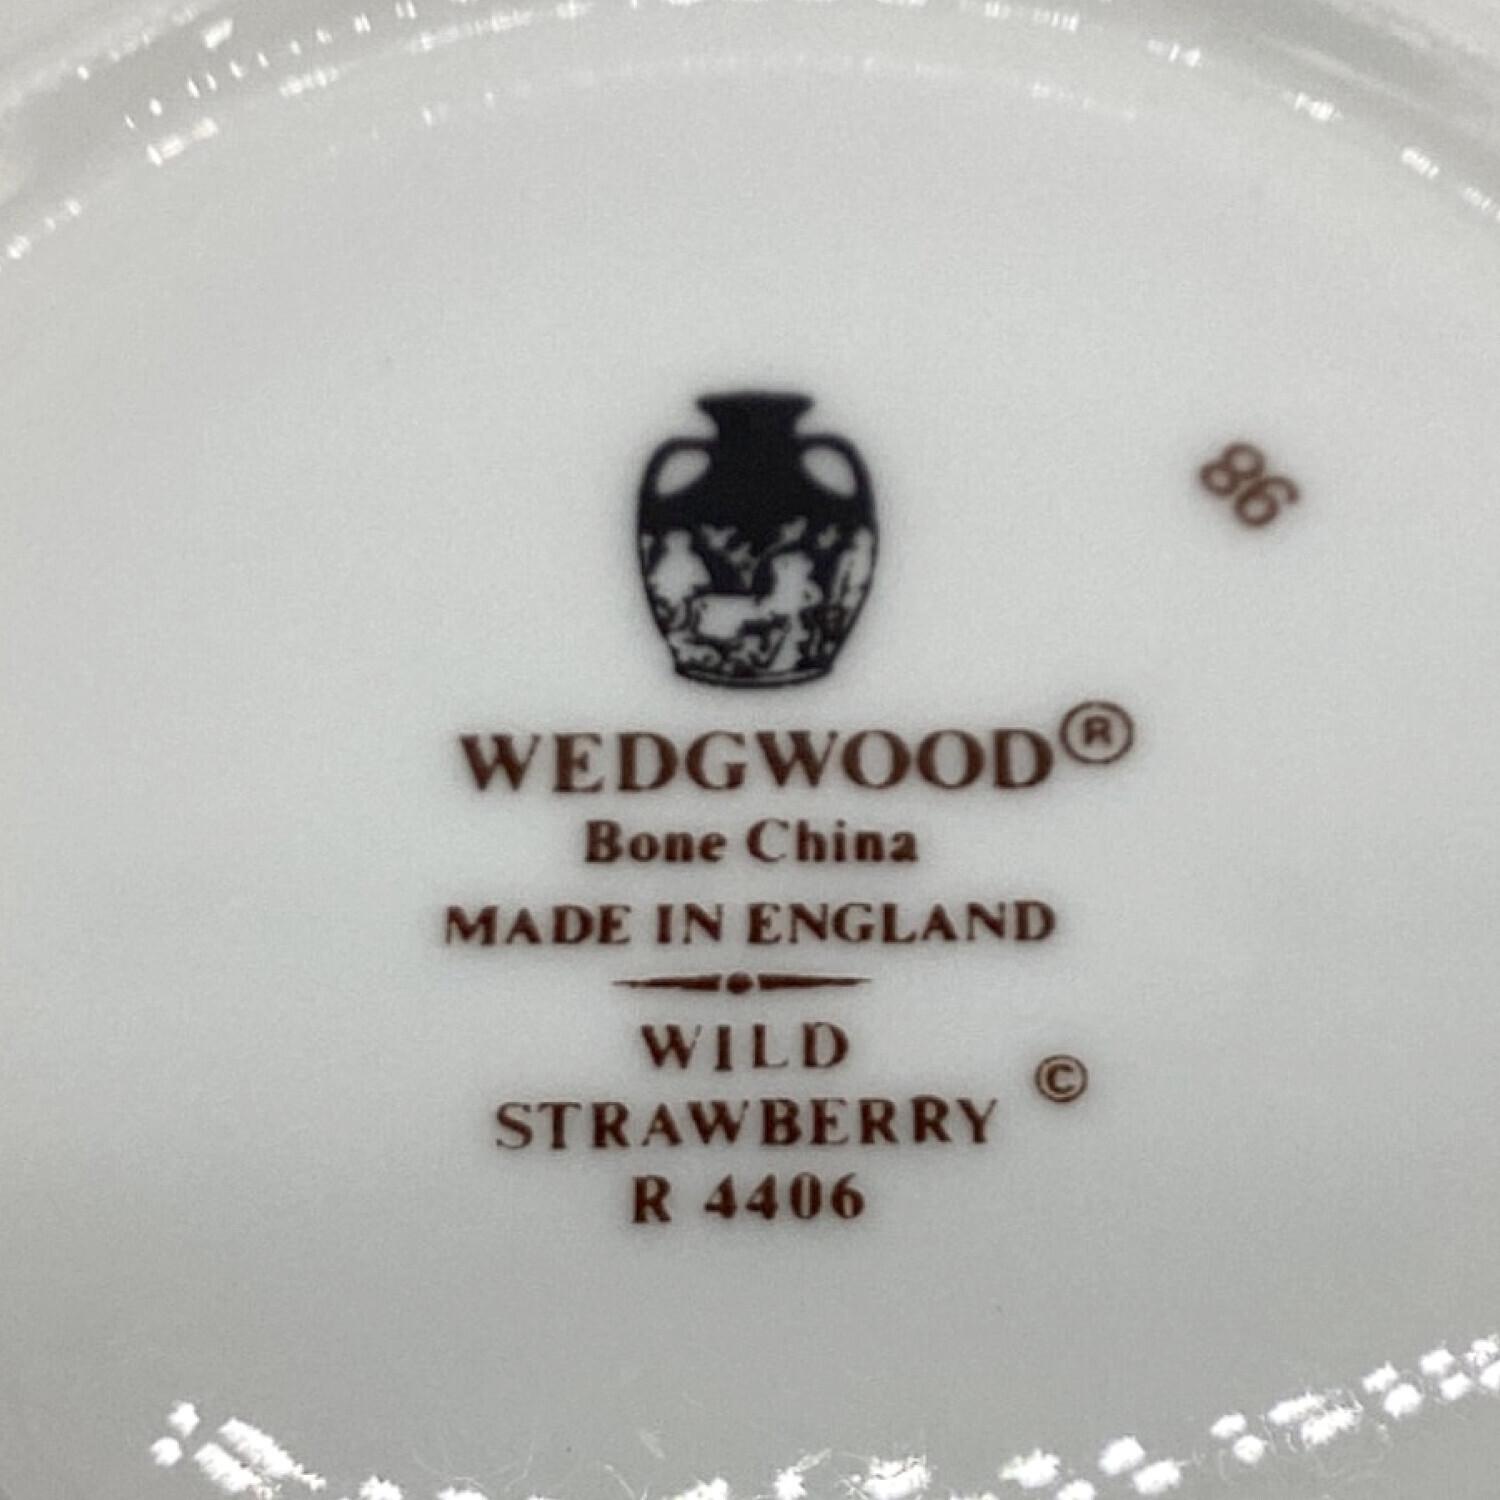 86
WEDGWOOD®
Bone China
MADE IN ENGLAND
WILD
STRAWBERRY ©
R 4406